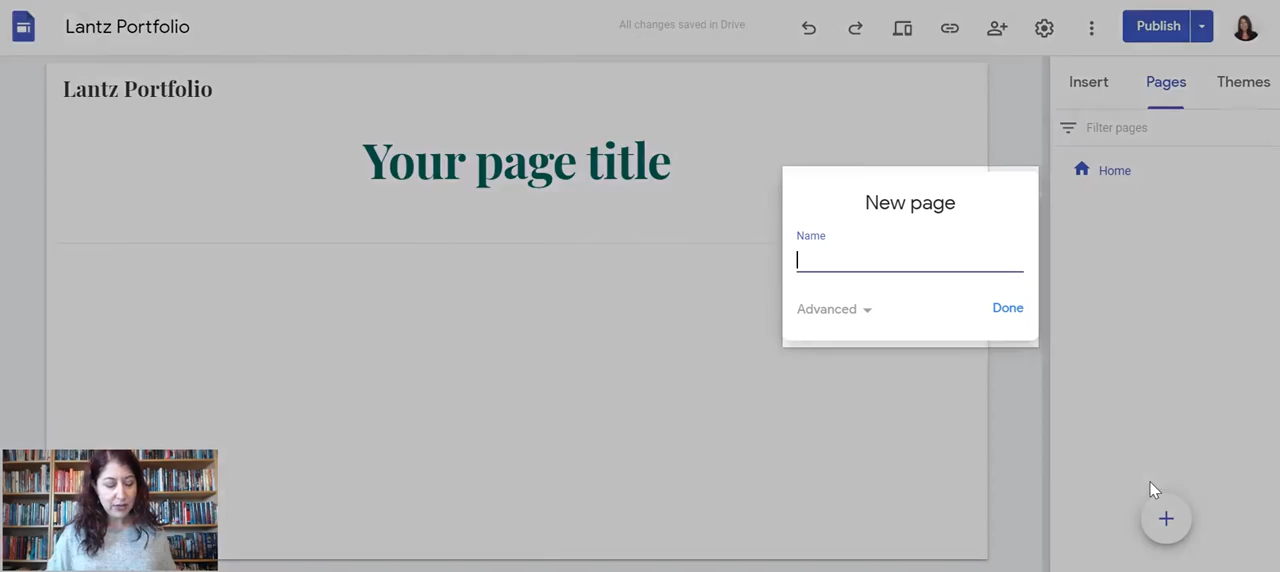 Lantz Portfolio
All changes saved in Drive
Publish
Lantz Portfolio
Your page title
Insert
Pages
Themes
Filter pages
Home
New page
Name
Advanced
Done